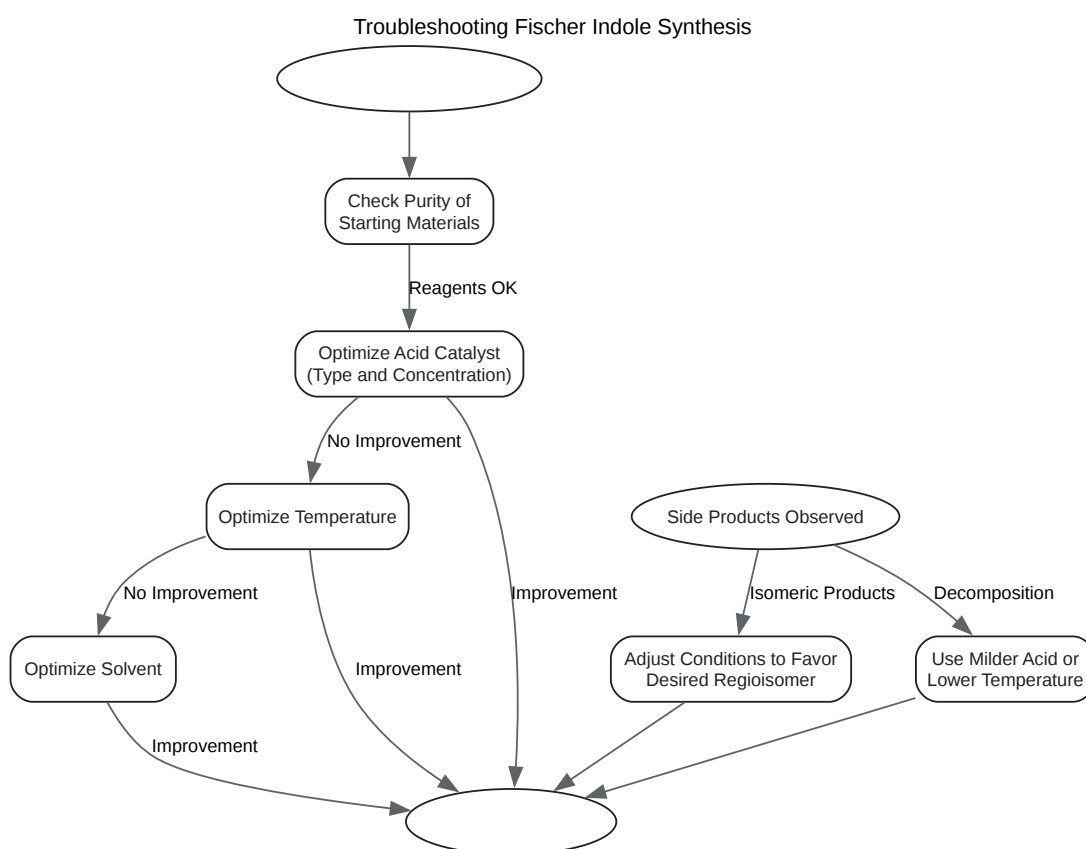 Troubleshooting Fischer Indole Synthesis
Check Purity of
Starting Materials
Reagents OK
Optimize Acid Catalyst
(Type and Concentration)
No Improvement
Optimize Temperature
Side Products Observed
No Improvement
Improvement
Isomeric Products
Decomposition
Optimize Solvent
Improvement
Adjust Conditions to Favor
Desired Regioisomer
Use Milder Acid or
Lower Temperature
Improvement